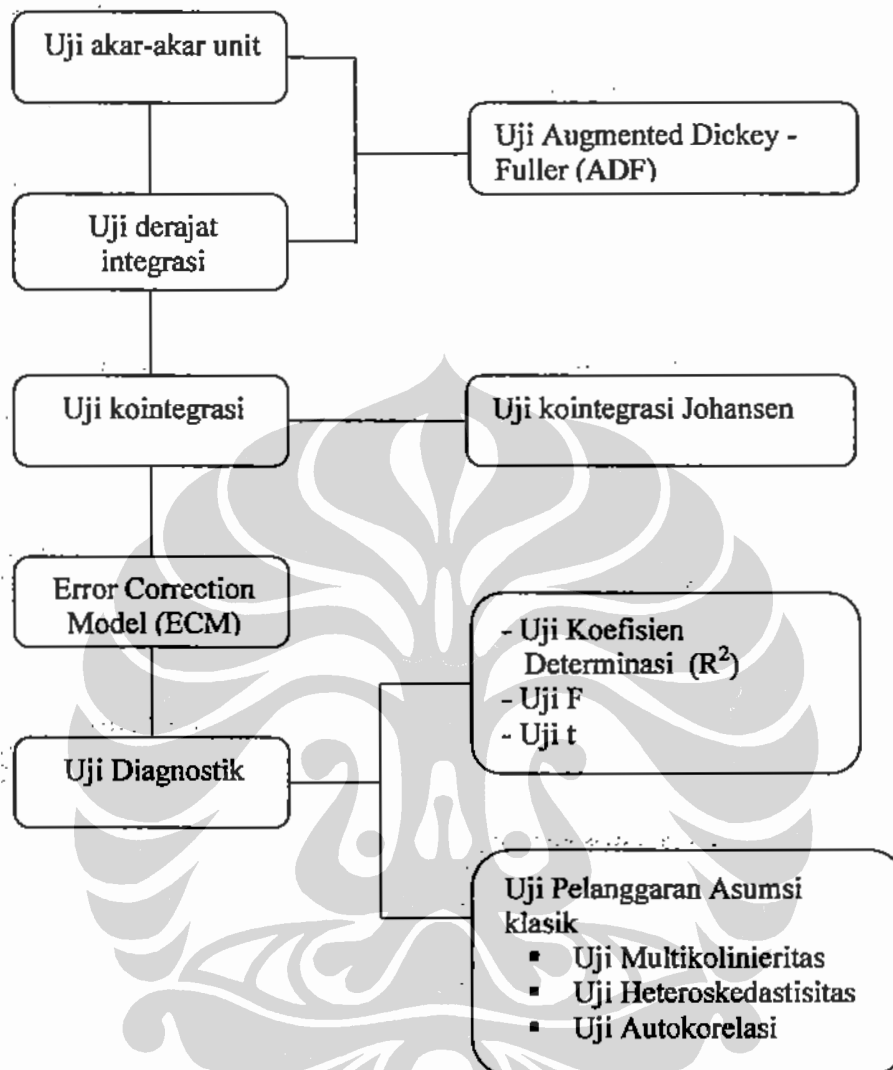 Uji akar-akar unit
Uji Augmented Dickey -
Fuller (ADF)
Uji derajat
integrasi
Uji kointegrasi
Uji kointegrasi Johansen
Error Correction
Model (ECM)
- Uji Koefisien
Determinasi (R²)
- Uji F
- Uji t
Uji Diagnostik
Uji Pelanggaran Asumsi
klasik
▪ Uji Multikolinieritas
▪ Uji Heteroskedastisitas
▪ Uji Autokorelasi